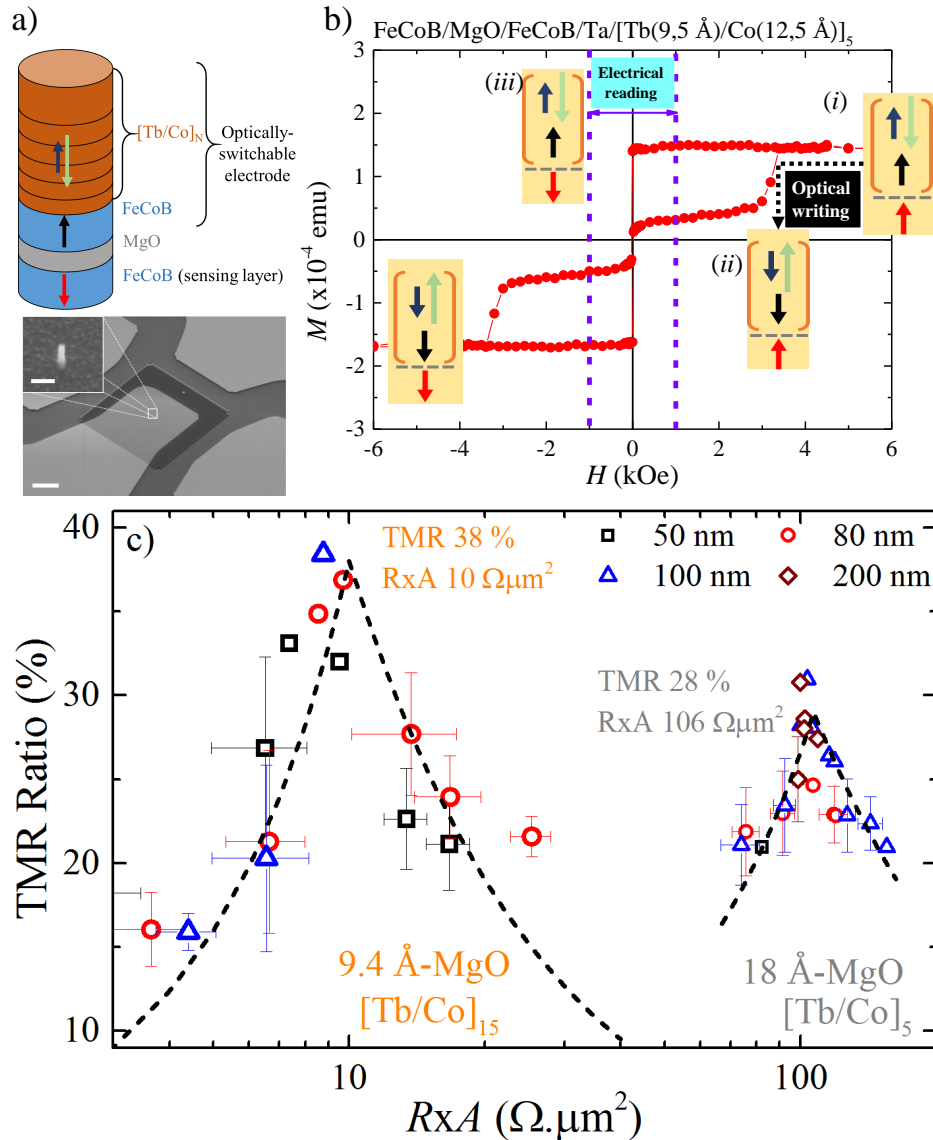 a)
[Tb/Co]N
Optically-
switchable
electrode
FeCoB
MgO
FeCoB (sensing layer)
b)
FeCoB/MgO/FeCoB/Ta/[Tb(9,5 Å)/Co(12,5 Å)]5
(iii)
Electrical
reading
(i)
Optical
writing
(ii)
M (x10-4 emu)
3
2
1
0
-1
-2
-3
-6 -4 -2 0 2 4 6
H (kOe)
c)
TMR 38 %
RxA 10 Ωμm2
50 nm
80 nm
100 nm
200 nm
TMR 28 %
RxA 106 Ωμm2
9.4 Å-MgO
[Tb/Co]15
18 Å-MgO
[Tb/Co]5
TMR Ratio (%)
40
30
20
10
10 100
RxA (Ω.μm2)